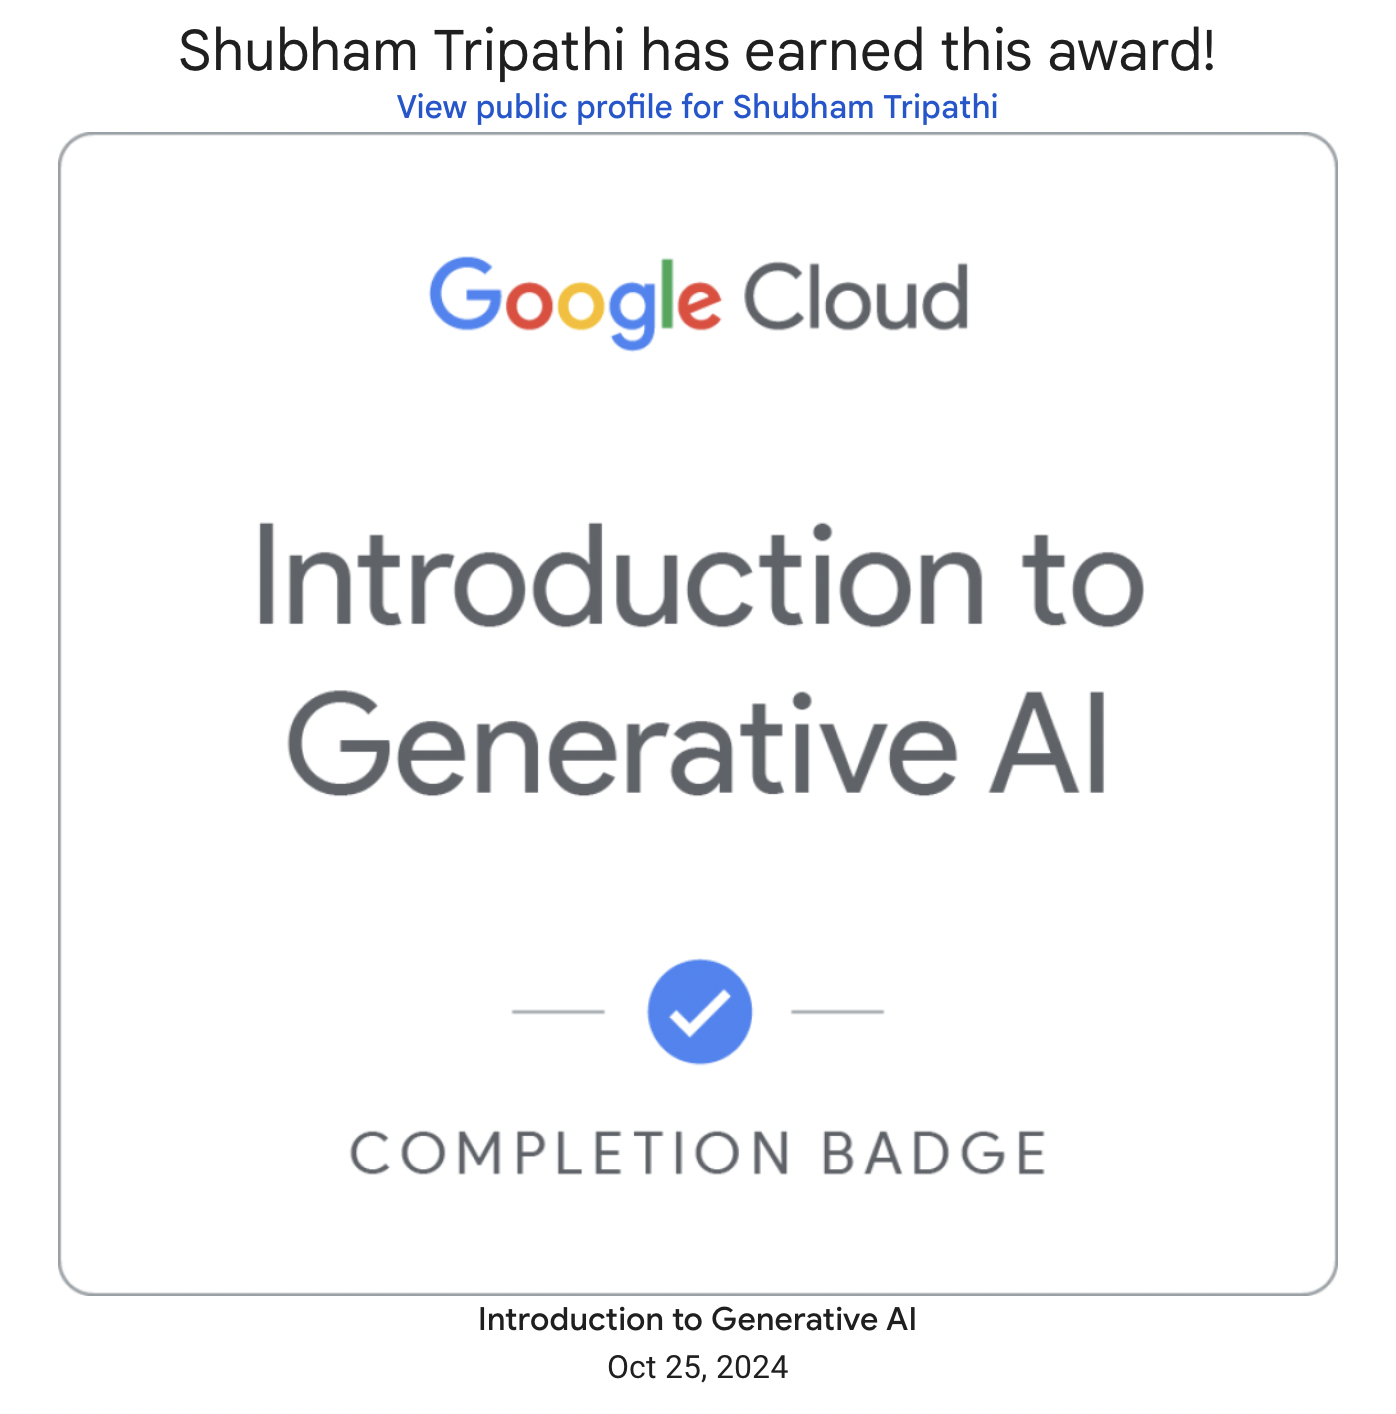 Shubham Tripathi has earned this award!
View public profile for Shubham Tripathi
Google Cloud
Introduction to
Generative AI
COMPLETION BADGE
Introduction to Generative AI
Oct 25, 2024